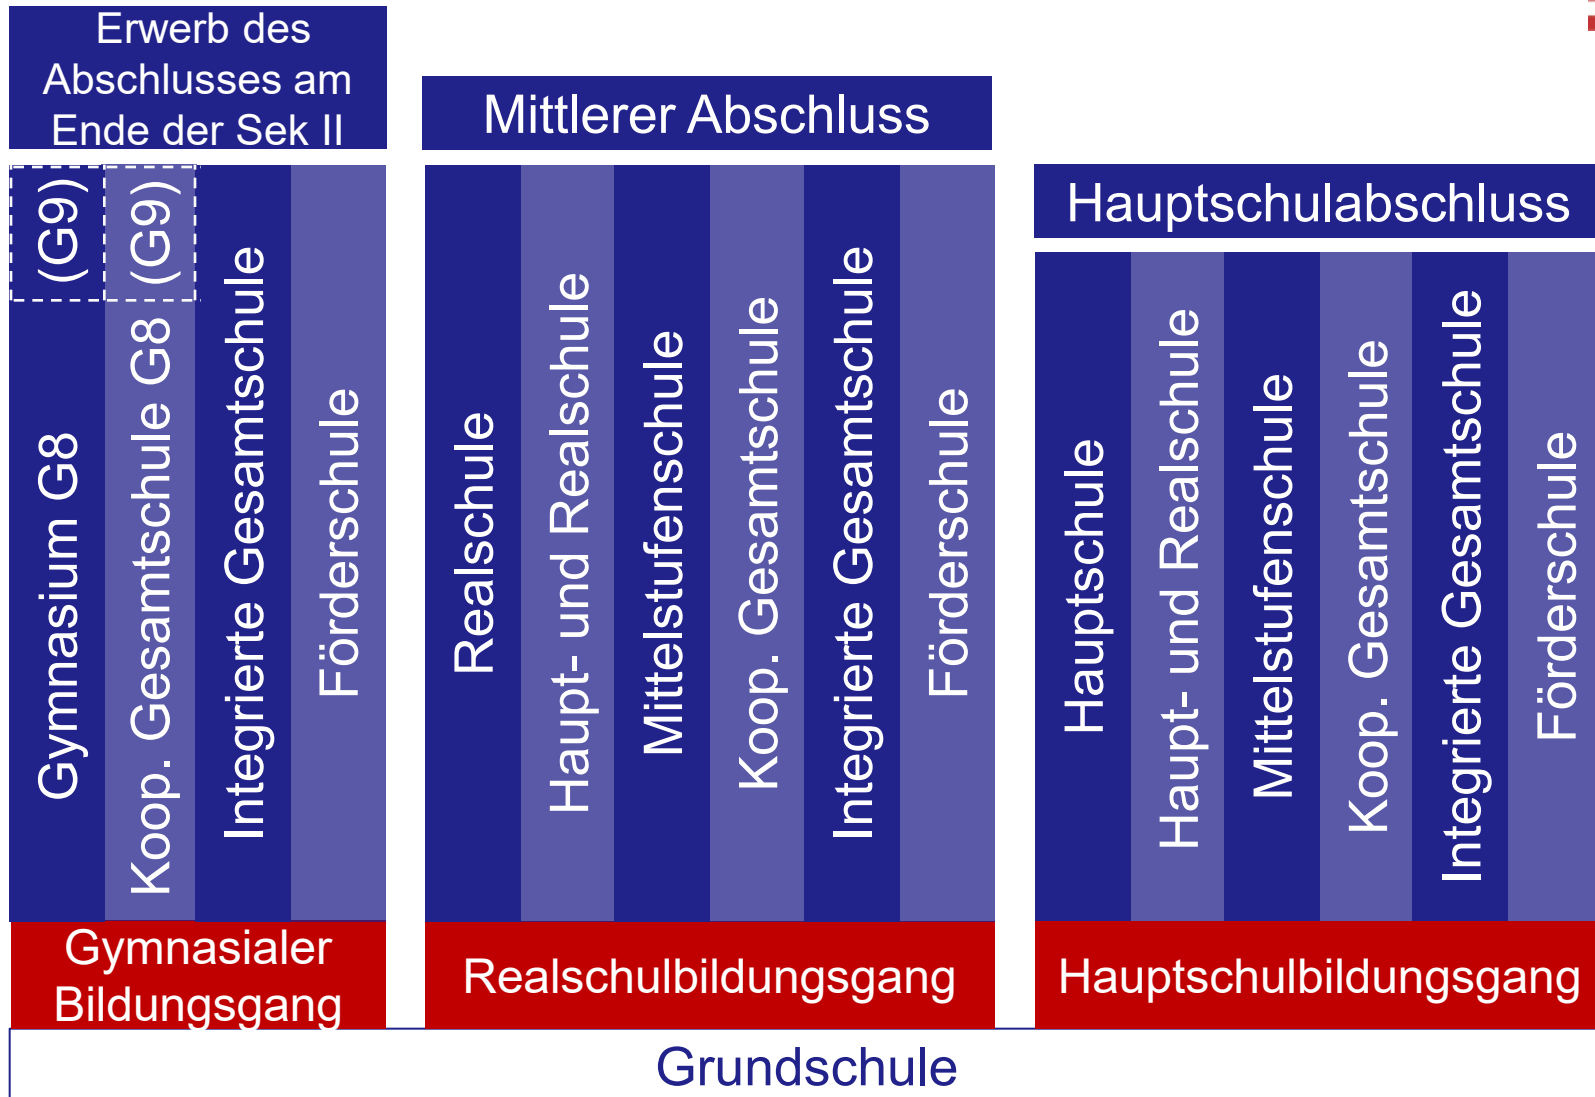 Erwerb des
Abschlusses am
Ende der Sek II
Mittlerer Abschluss
Hauptschulabschluss
Gymnasium G8 (G9)
Koop. Gesamtschule G8 (G9)
Integrierte Gesamtschule
Förderschule
Realschule
Haupt- und Realschule
Mittelstufenschule
Koop. Gesamtschule
Integrierte Gesamtschule
Förderschule
Hauptschule
Haupt- und Realschule
Mittelstufenschule
Koop. Gesamtschule
Integrierte Gesamtschule
Förderschule
Gymnasialer
Bildungsgang
Realschulbildungsgang
Hauptschulbildungsgang
Grundschule